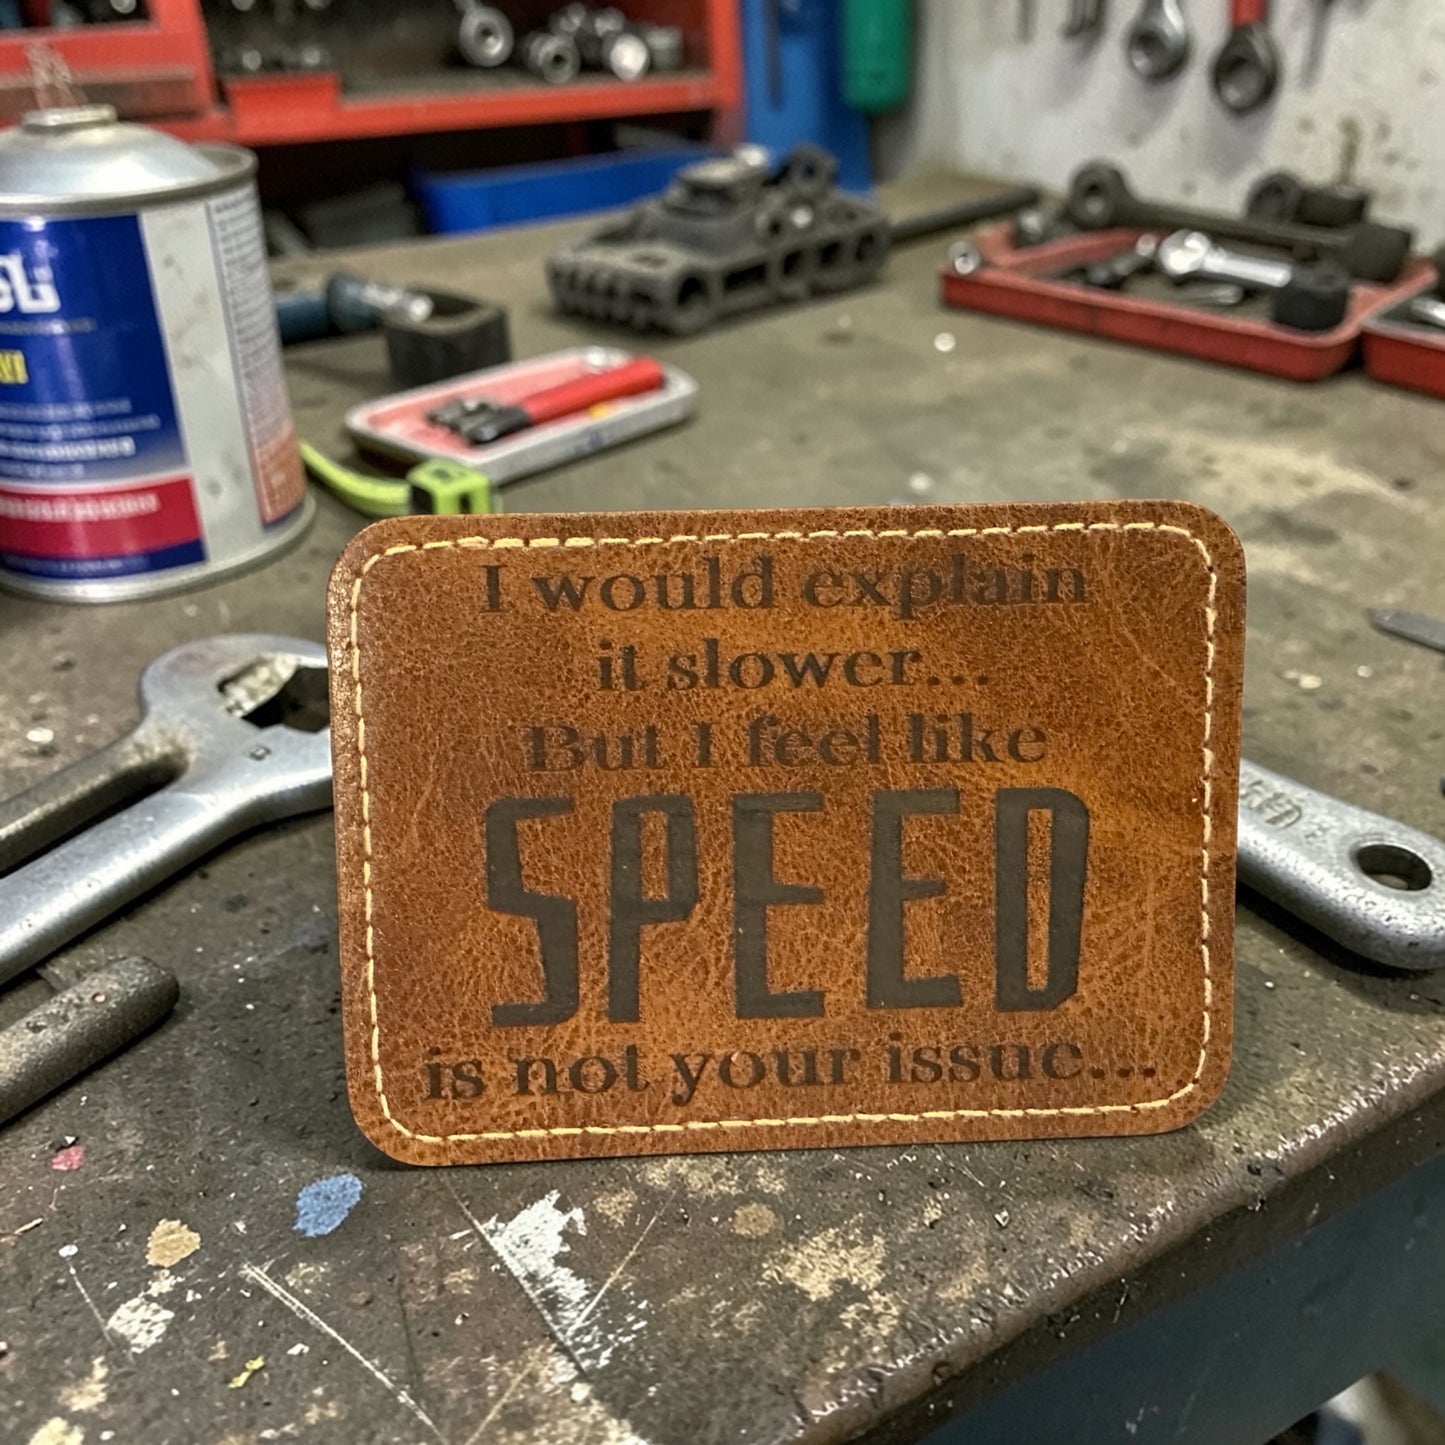 I would explain
it slower...
But I feel like
SPEED
is not your issue...